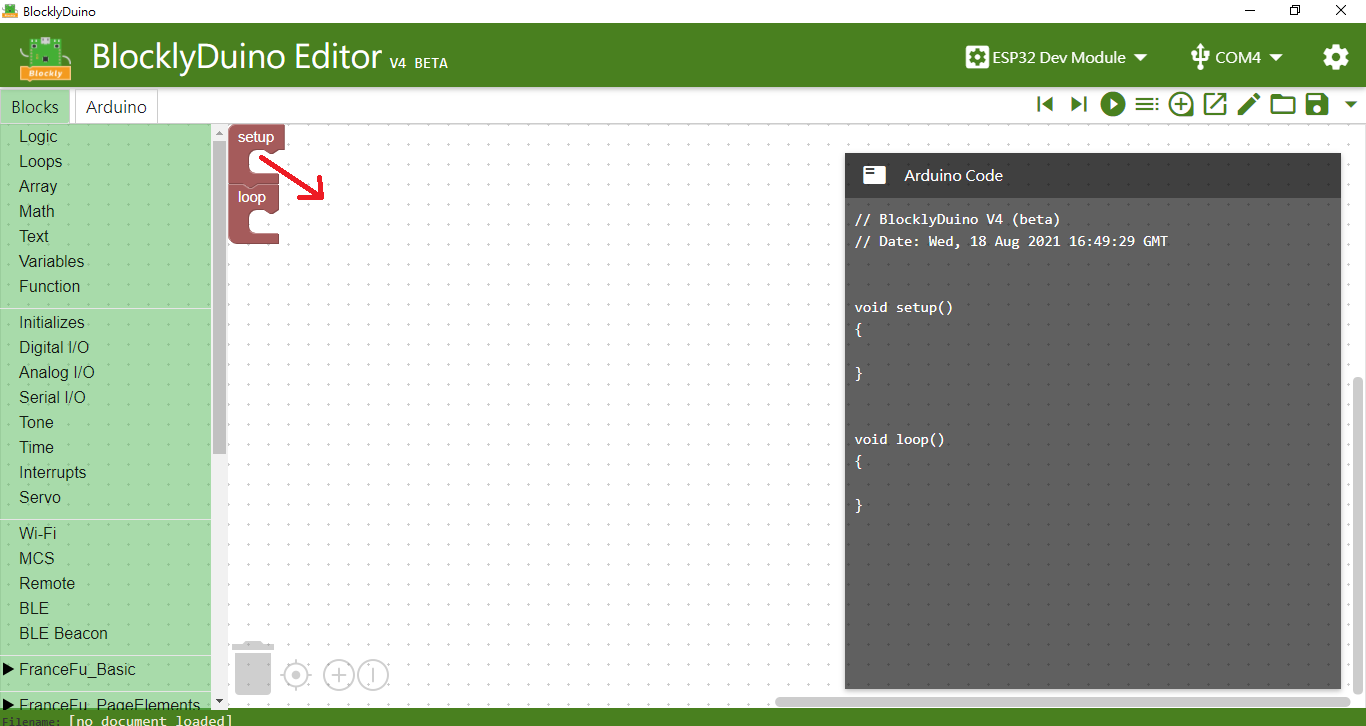 BlocklyDuino
Blockly
BlocklyDuino Editor V4 BETA
ESP32 Dev Module
COM4
Blocks
Arduino
Logic
Loops
Array
Math
Text
Variables
Function
Initializes
Digital I/O
Analog I/O
Serial I/O
Tone
Time
Interrupts
Servo
Wi-Fi
MCS
Remote
BLE
BLE Beacon
FranceFu_Basic
FranceFu_PageElements
setup
loop
Arduino Code
// BlocklyDuino V4 (beta)
// Date: Wed, 18 Aug 2021 16:49:29 GMT
void setup()
{
}
void loop()
{
}
Filename: [no document loaded]